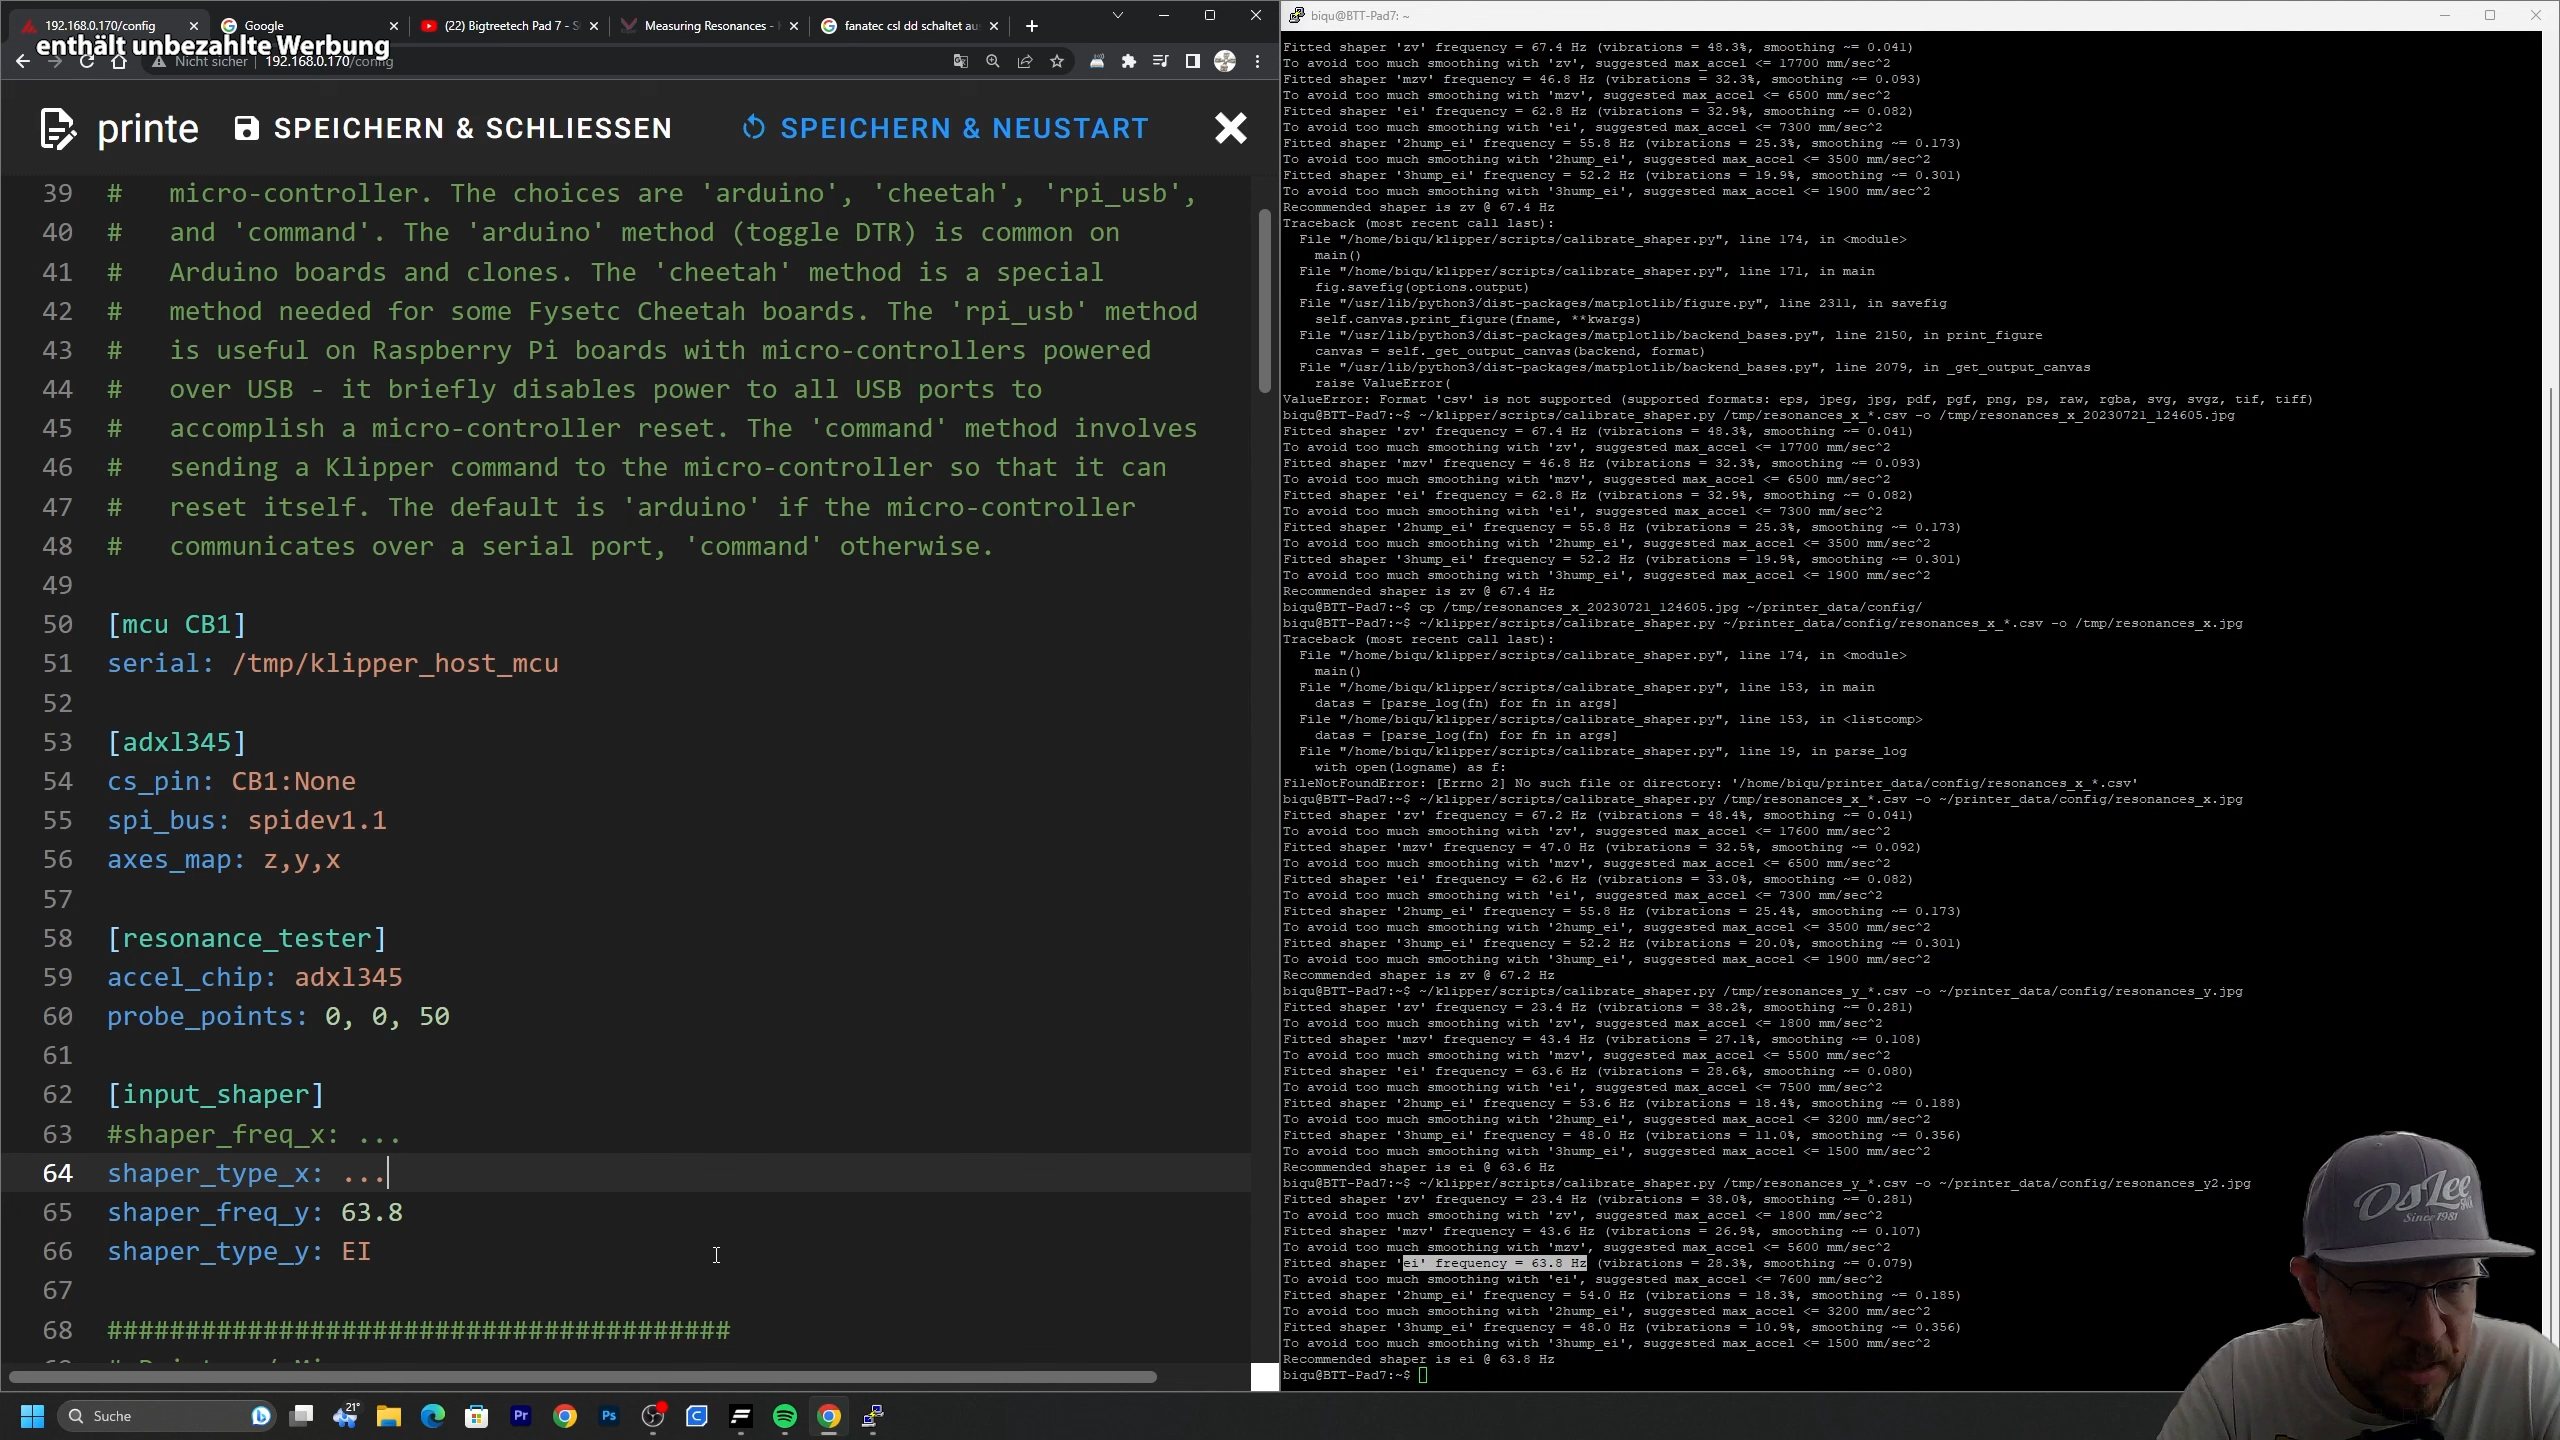 192.168.0.170/config
Google
(22) Bigtreetech Pad 7 - S
Measuring Resonances -
fanatec csl dd schaltet au
enthält unbezahlte Werbung
Nicht sicher
192.168.0.170/config
printe
SPEICHERN & SCHLIESSEN
SPEICHERN & NEUSTART
39 #   micro-controller. The choices are 'arduino', 'cheetah', 'rpi_usb',
40 #   and 'command'. The 'arduino' method (toggle DTR) is common on
41 #   Arduino boards and clones. The 'cheetah' method is a special
42 #   method needed for some Fysetc Cheetah boards. The 'rpi_usb' method
43 #   is useful on Raspberry Pi boards with micro-controllers powered
44 #   over USB - it briefly disables power to all USB ports to
45 #   accomplish a micro-controller reset. The 'command' method involves
46 #   sending a Klipper command to the micro-controller so that it can
47 #   reset itself. The default is 'arduino' if the micro-controller
48 #   communicates over a serial port, 'command' otherwise.
49
50 [mcu CB1]
51 serial: /tmp/klipper_host_mcu
52
53 [adxl345]
54 cs_pin: CB1:None
55 spi_bus: spidev1.1
56 axes_map: z,y,x
57
58 [resonance_tester]
59 accel_chip: adxl345
60 probe_points: 0, 0, 50
61
62 [input_shaper]
63 #shaper_freq_x: ...
64 shaper_type_x: ...
65 shaper_freq_y: 63.8
66 shaper_type_y: EI
67
68 ########################################
Suche
21°
biqu@BTT-Pad7: ~
Fitted shaper 'zv' frequency = 67.4 Hz (vibrations = 48.3%, smoothing ~= 0.041)
To avoid too much smoothing with 'zv', suggested max_accel <= 17700 mm/sec^2
Fitted shaper 'mzv' frequency = 46.8 Hz (vibrations = 32.3%, smoothing ~= 0.093)
To avoid too much smoothing with 'mzv', suggested max_accel <= 6500 mm/sec^2
Fitted shaper 'ei' frequency = 62.8 Hz (vibrations = 32.9%, smoothing ~= 0.082)
To avoid too much smoothing with 'ei', suggested max_accel <= 7300 mm/sec^2
Fitted shaper '2hump_ei' frequency = 55.8 Hz (vibrations = 25.3%, smoothing ~= 0.173)
To avoid too much smoothing with '2hump_ei', suggested max_accel <= 3500 mm/sec^2
Fitted shaper '3hump_ei' frequency = 52.2 Hz (vibrations = 19.9%, smoothing ~= 0.301)
To avoid too much smoothing with '3hump_ei', suggested max_accel <= 1900 mm/sec^2
Recommended shaper is zv @ 67.4 Hz
Traceback (most recent call last):
  File "/home/biqu/klipper/scripts/calibrate_shaper.py", line 174, in <module>
    main()
  File "/home/biqu/klipper/scripts/calibrate_shaper.py", line 171, in main
    fig.savefig(options.output)
  File "/usr/lib/python3/dist-packages/matplotlib/figure.py", line 2311, in savefig
    self.canvas.print_figure(fname, **kwargs)
  File "/usr/lib/python3/dist-packages/matplotlib/backend_bases.py", line 2150, in print_figure
    canvas = self._get_output_canvas(backend, format)
  File "/usr/lib/python3/dist-packages/matplotlib/backend_bases.py", line 2079, in _get_output_canvas
    raise ValueError(
ValueError: Format 'csv' is not supported (supported formats: eps, jpeg, jpg, pdf, pgf, png, ps, raw, rgba, svg, svgz, tif, tiff)
biqu@BTT-Pad7:~$ ~/klipper/scripts/calibrate_shaper.py /tmp/resonances_x_*.csv -o /tmp/resonances_x_20230721_124605.jpg
Fitted shaper 'zv' frequency = 67.4 Hz (vibrations = 48.3%, smoothing ~= 0.041)
To avoid too much smoothing with 'zv', suggested max_accel <= 17700 mm/sec^2
Fitted shaper 'mzv' frequency = 46.8 Hz (vibrations = 32.3%, smoothing ~= 0.093)
To avoid too much smoothing with 'mzv', suggested max_accel <= 6500 mm/sec^2
Fitted shaper 'ei' frequency = 62.8 Hz (vibrations = 32.9%, smoothing ~= 0.082)
To avoid too much smoothing with 'ei', suggested max_accel <= 7300 mm/sec^2
Fitted shaper '2hump_ei' frequency = 55.8 Hz (vibrations = 25.3%, smoothing ~= 0.173)
To avoid too much smoothing with '2hump_ei', suggested max_accel <= 3500 mm/sec^2
Fitted shaper '3hump_ei' frequency = 52.2 Hz (vibrations = 19.9%, smoothing ~= 0.301)
To avoid too much smoothing with '3hump_ei', suggested max_accel <= 1900 mm/sec^2
Recommended shaper is zv @ 67.4 Hz
biqu@BTT-Pad7:~$ cp /tmp/resonances_x_20230721_124605.jpg ~/printer_data/config/
biqu@BTT-Pad7:~$ ~/klipper/scripts/calibrate_shaper.py ~/printer_data/config/resonances_x_*.csv -o /tmp/resonances_x.jpg
Traceback (most recent call last):
  File "/home/biqu/klipper/scripts/calibrate_shaper.py", line 174, in <module>
    main()
  File "/home/biqu/klipper/scripts/calibrate_shaper.py", line 153, in main
    datas = [parse_log(fn) for fn in args]
  File "/home/biqu/klipper/scripts/calibrate_shaper.py", line 153, in <listcomp>
    datas = [parse_log(fn) for fn in args]
  File "/home/biqu/klipper/scripts/calibrate_shaper.py", line 19, in parse_log
    with open(logname) as f:
FileNotFoundError: [Errno 2] No such file or directory: '/home/biqu/printer_data/config/resonances_x_*.csv'
biqu@BTT-Pad7:~$ ~/klipper/scripts/calibrate_shaper.py /tmp/resonances_x_*.csv -o ~/printer_data/config/resonances_x.jpg
Fitted shaper 'zv' frequency = 67.2 Hz (vibrations = 48.4%, smoothing ~= 0.041)
To avoid too much smoothing with 'zv', suggested max_accel <= 17600 mm/sec^2
Fitted shaper 'mzv' frequency = 47.0 Hz (vibrations = 32.5%, smoothing ~= 0.092)
To avoid too much smoothing with 'mzv', suggested max_accel <= 6500 mm/sec^2
Fitted shaper 'ei' frequency = 62.6 Hz (vibrations = 33.0%, smoothing ~= 0.082)
To avoid too much smoothing with 'ei', suggested max_accel <= 7300 mm/sec^2
Fitted shaper '2hump_ei' frequency = 55.8 Hz (vibrations = 25.4%, smoothing ~= 0.173)
To avoid too much smoothing with '2hump_ei', suggested max_accel <= 3500 mm/sec^2
Fitted shaper '3hump_ei' frequency = 52.2 Hz (vibrations = 20.0%, smoothing ~= 0.301)
To avoid too much smoothing with '3hump_ei', suggested max_accel <= 1900 mm/sec^2
Recommended shaper is zv @ 67.2 Hz
biqu@BTT-Pad7:~$ ~/klipper/scripts/calibrate_shaper.py /tmp/resonances_y_*.csv -o ~/printer_data/config/resonances_y.jpg
Fitted shaper 'zv' frequency = 23.4 Hz (vibrations = 38.2%, smoothing ~= 0.281)
To avoid too much smoothing with 'zv', suggested max_accel <= 1800 mm/sec^2
Fitted shaper 'mzv' frequency = 43.4 Hz (vibrations = 27.1%, smoothing ~= 0.108)
To avoid too much smoothing with 'mzv', suggested max_accel <= 5500 mm/sec^2
Fitted shaper 'ei' frequency = 63.6 Hz (vibrations = 28.6%, smoothing ~= 0.080)
To avoid too much smoothing with 'ei', suggested max_accel <= 7500 mm/sec^2
Fitted shaper '2hump_ei' frequency = 53.6 Hz (vibrations = 18.4%, smoothing ~= 0.188)
To avoid too much smoothing with '2hump_ei', suggested max_accel <= 3200 mm/sec^2
Fitted shaper '3hump_ei' frequency = 48.0 Hz (vibrations = 11.0%, smoothing ~= 0.356)
To avoid too much smoothing with '3hump_ei', suggested max_accel <= 1500 mm/sec^2
Recommended shaper is ei @ 63.6 Hz
biqu@BTT-Pad7:~$ ~/klipper/scripts/calibrate_shaper.py /tmp/resonances_y_*.csv -o ~/printer_data/config/resonances_y2.jpg
Fitted shaper 'zv' frequency = 23.4 Hz (vibrations = 38.0%, smoothing ~= 0.281)
To avoid too much smoothing with 'zv', suggested max_accel <= 1800 mm/sec^2
Fitted shaper 'mzv' frequency = 43.6 Hz (vibrations = 26.9%, smoothing ~= 0.107)
To avoid too much smoothing with 'mzv', suggested max_accel <= 5600 mm/sec^2
Fitted shaper 'ei' frequency = 63.8 Hz (vibrations = 28.3%, smoothing ~= 0.079)
To avoid too much smoothing with 'ei', suggested max_accel <= 7600 mm/sec^2
Fitted shaper '2hump_ei' frequency = 54.0 Hz (vibrations = 18.3%, smoothing ~= 0.185)
To avoid too much smoothing with '2hump_ei', suggested max_accel <= 3200 mm/sec^2
Fitted shaper '3hump_ei' frequency = 48.0 Hz (vibrations = 10.9%, smoothing ~= 0.356)
To avoid too much smoothing with '3hump_ei', suggested max_accel <= 1500 mm/sec^2
Recommended shaper is ei @ 63.8 Hz
biqu@BTT-Pad7:~$
OsLee
Since 1981